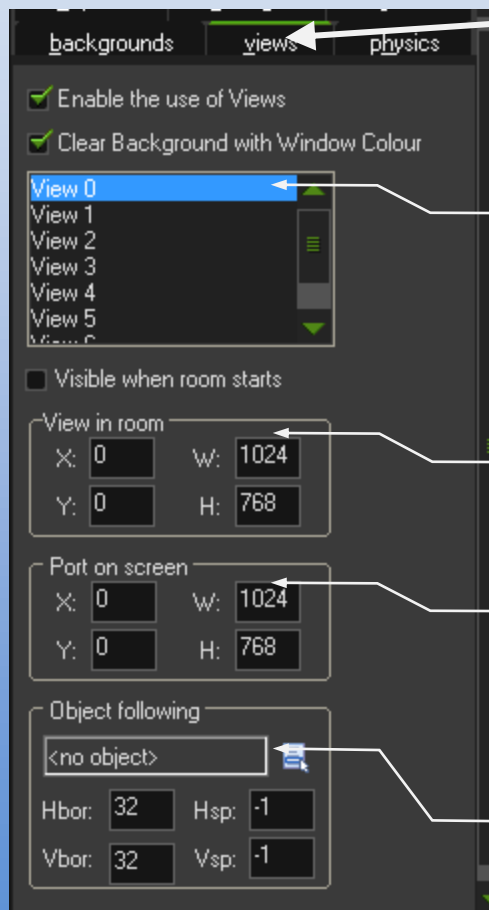 backgrounds views physics
Enable the use of Views
Clear Background with Window Colour
View 0
View 1
View 2
View 3
View 4
View 5
Visible when room starts
View in room
X: 0 W: 1024
Y: 0 H: 768
Port on screen
X: 0 W: 1024
Y: 0 H: 768
Object following
<no object>
Hbor: 32 Hsp: -1
Vbor: 32 Vsp: -1